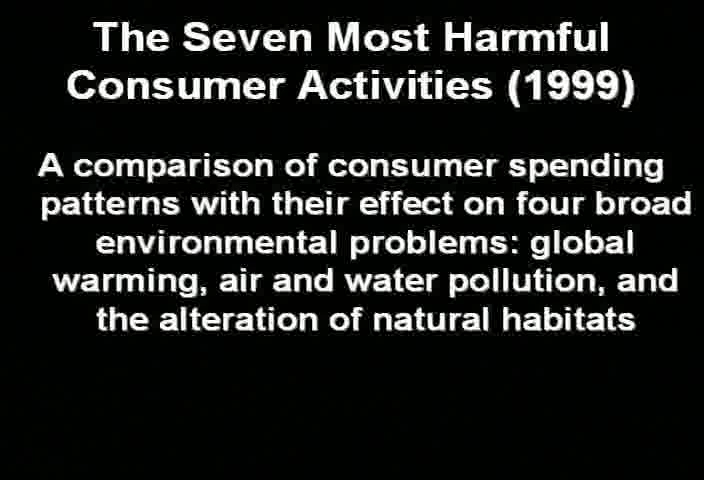 The Seven Most Harmful
Consumer Activities (1999)
A comparison of consumer spending
patterns with their effect on four broad
environmental problems: global
warming, air and water pollution, and
the alteration of natural habitats